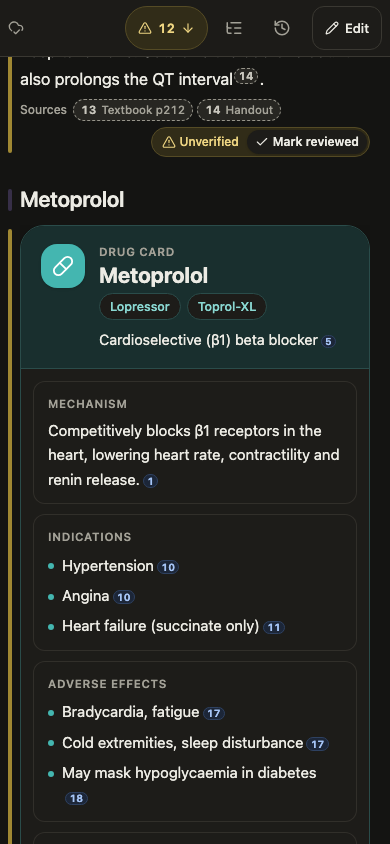 12 ↓
Edit
also prolongs the QT interval 14 .
Sources 13 Textbook p212 14 Handout
Unverified ✓ Mark reviewed
Metoprolol
DRUG CARD
Metoprolol
Lopressor Toprol-XL
Cardioselective (β1) beta blocker 5
MECHANISM
Competitively blocks β1 receptors in the
heart, lowering heart rate, contractility and
renin release. 1
INDICATIONS
• Hypertension 10
• Angina 10
• Heart failure (succinate only) 11
ADVERSE EFFECTS
• Bradycardia, fatigue 17
• Cold extremities, sleep disturbance 17
• May mask hypoglycaemia in diabetes
18